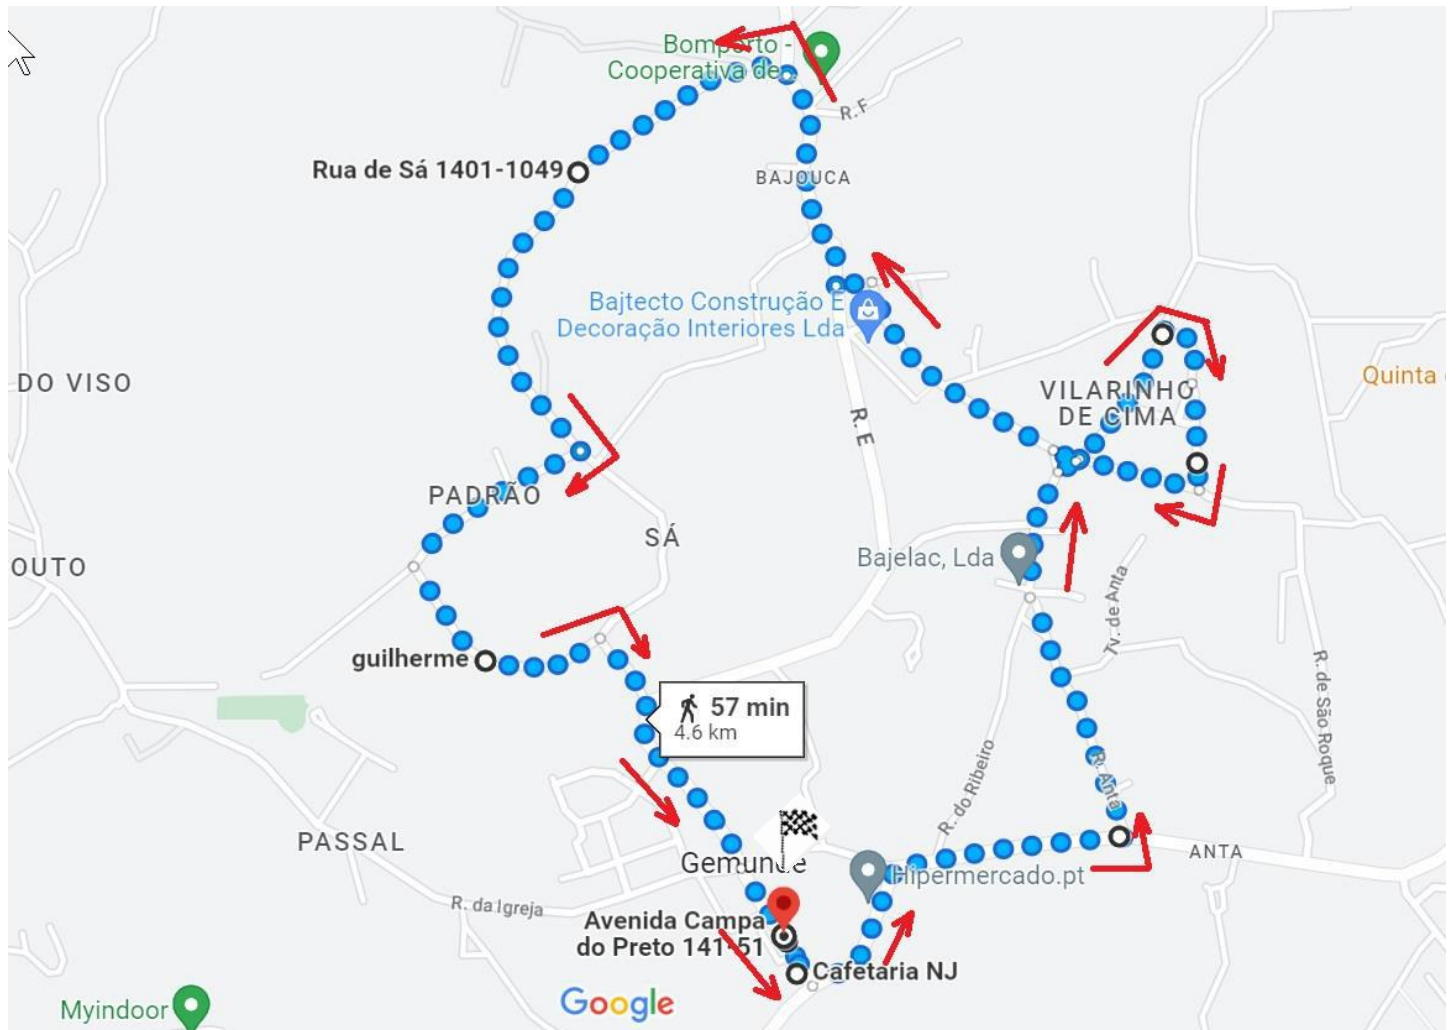 Bomporto -
Cooperativa de...
R.F
Rua de Sá 1401-1049
BAJOUCA
Bajtecto Construção E
Decoração Interiores Lda
DO VISO
VILARINHO
DE CIMA
Quinta
R. E
PADRÃO
SÁ
OUTO
Bajelac, Lda
Tv. de Anta
guilherme
R. de São Roque
57 min
4.6 km
R. Anta
R. do Ribeiro
PASSAL
Gemunde
ANTA
Hipermercado.pt
R. da Igreja
Avenida Campa
do Preto 141-51
Cafetaria NJ
Google
Myindoor